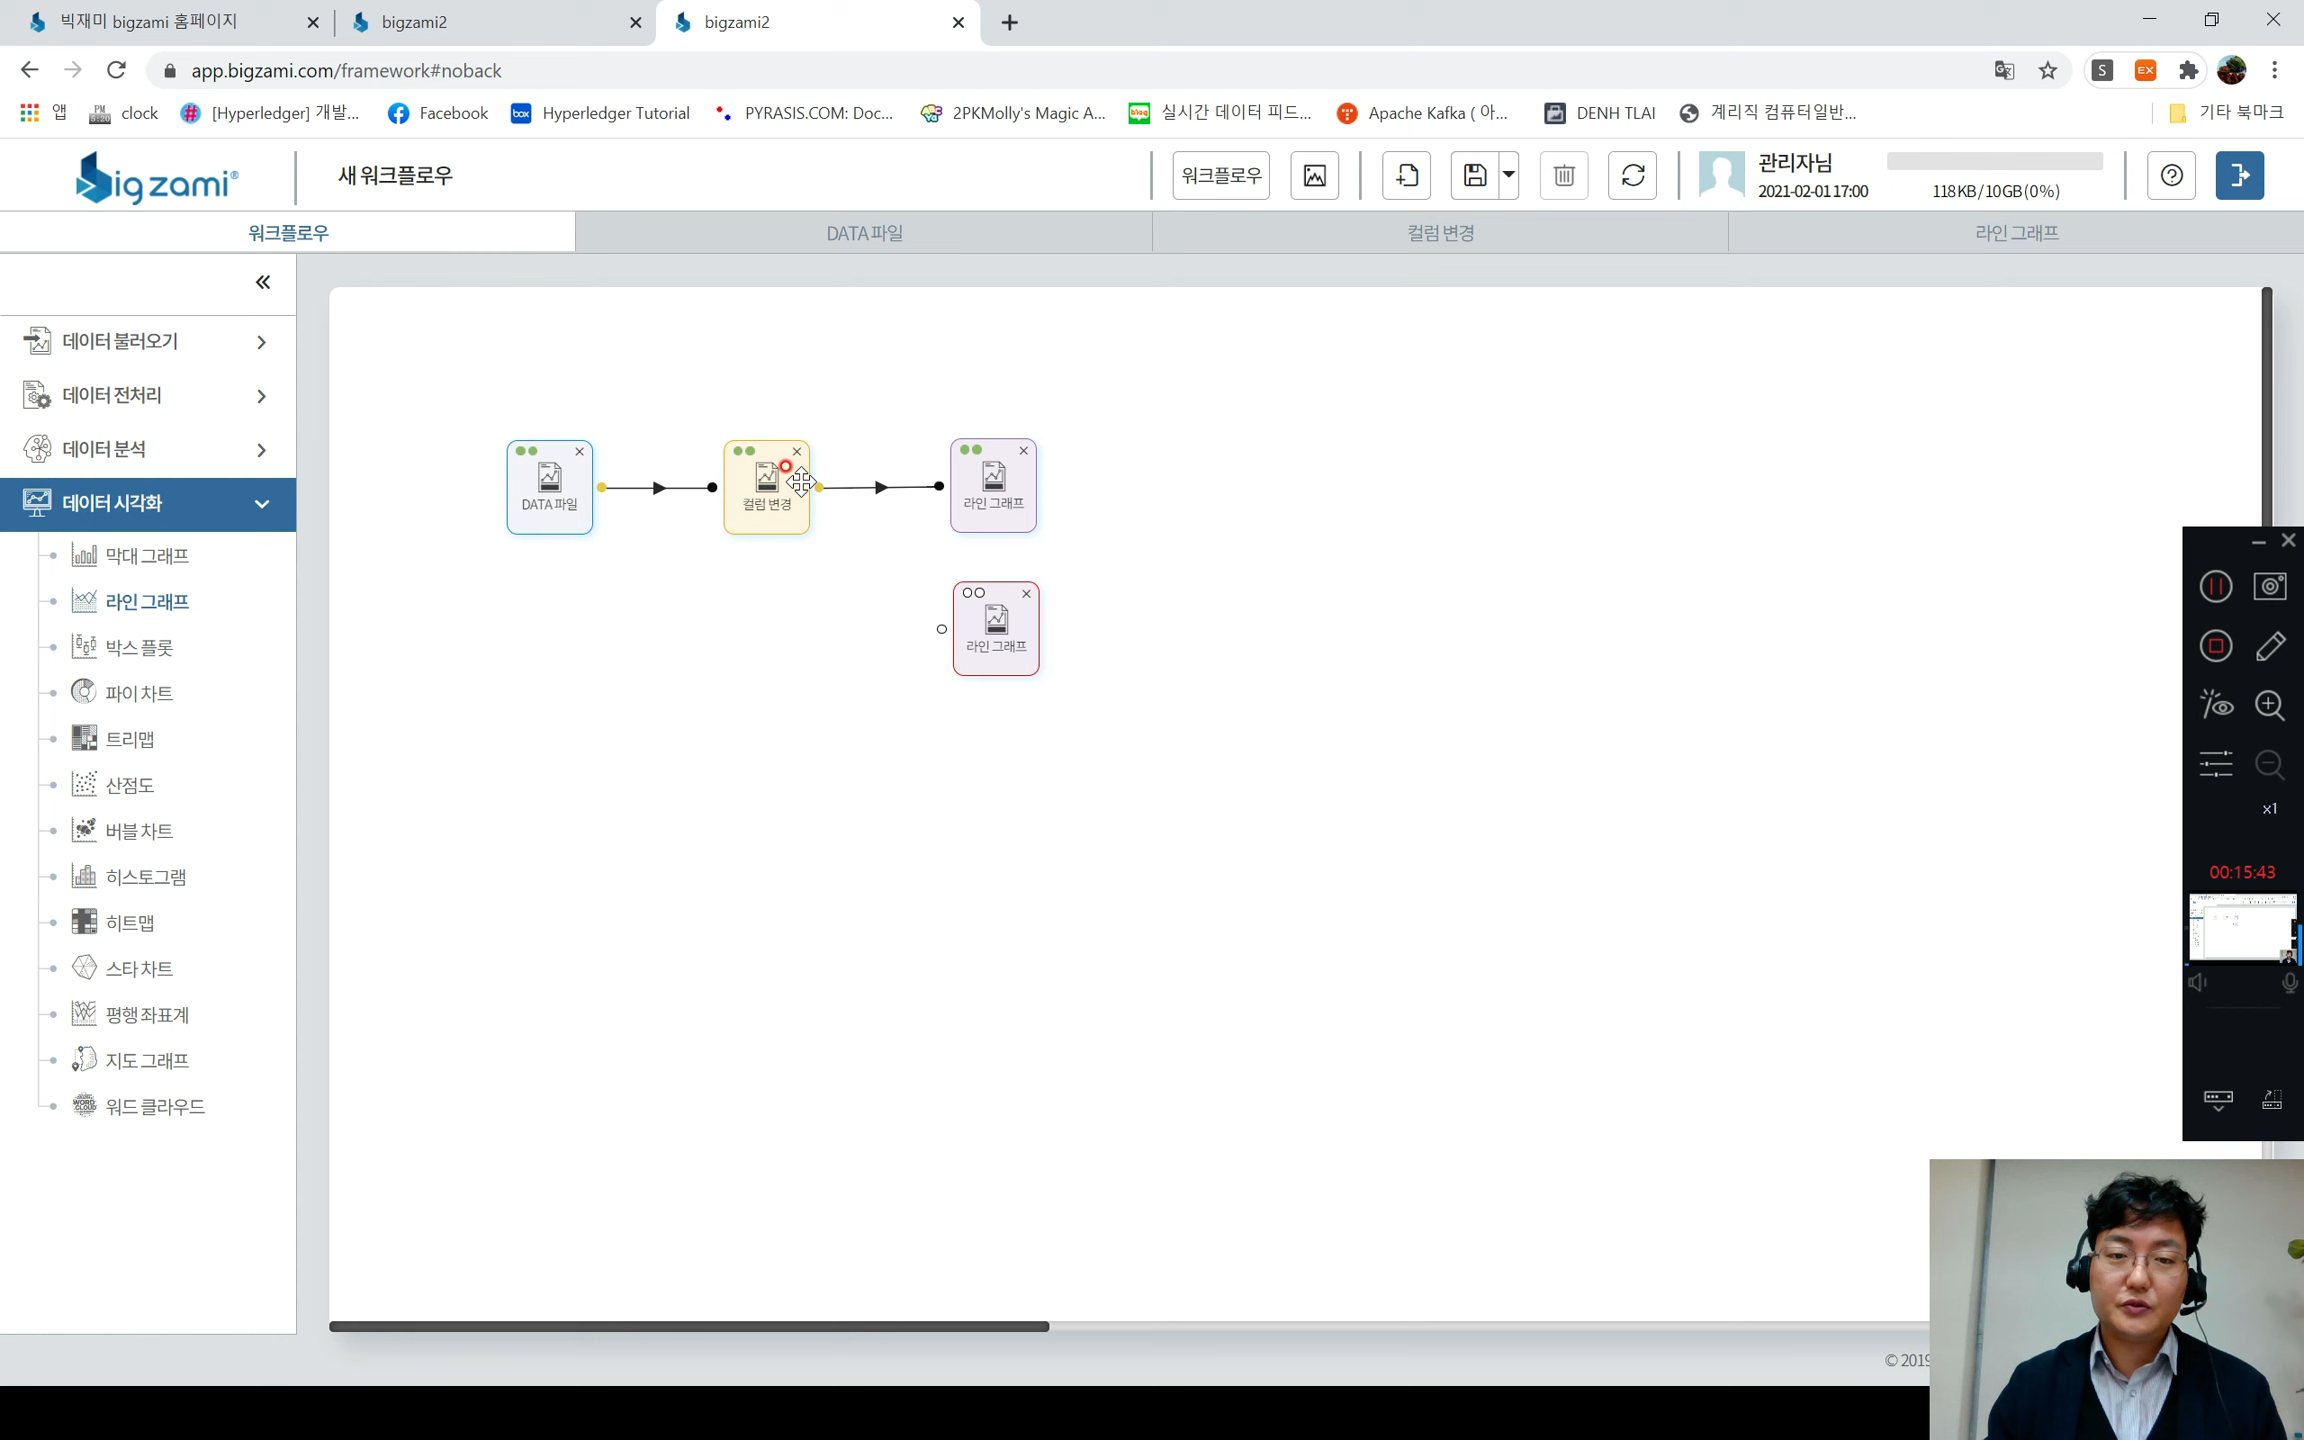 빅재미 bigzami 홈페이지
bigzami2
bigzami2
app.bigzami.com/framework#noback
앱
clock
[Hyperledger] 개발...
Facebook
Hyperledger Tutorial
PYRASIS.COM: Doc...
2PKMolly's Magic A...
실시간 데이터 피드...
Apache Kafka ( 아...
DENH TLAI
계리직 컴퓨터일반...
기타 북마크
igzami®
새 워크플로우
워크플로우
관리자님
2021-02-01 17:00
118KB/10GB(0%)
워크플로우
DATA 파일
컬럼 변경
라인 그래프
데이터 불러오기
데이터 전처리
데이터 분석
데이터 시각화
막대 그래프
라인 그래프
박스 플롯
파이 차트
트리맵
산점도
버블 차트
히스토그램
히트맵
스타 차트
평행 좌표계
지도 그래프
워드 클라우드
DATA 파일
컬럼 변경
라인 그래프
라인 그래프
x1
00:15:43
© 2019